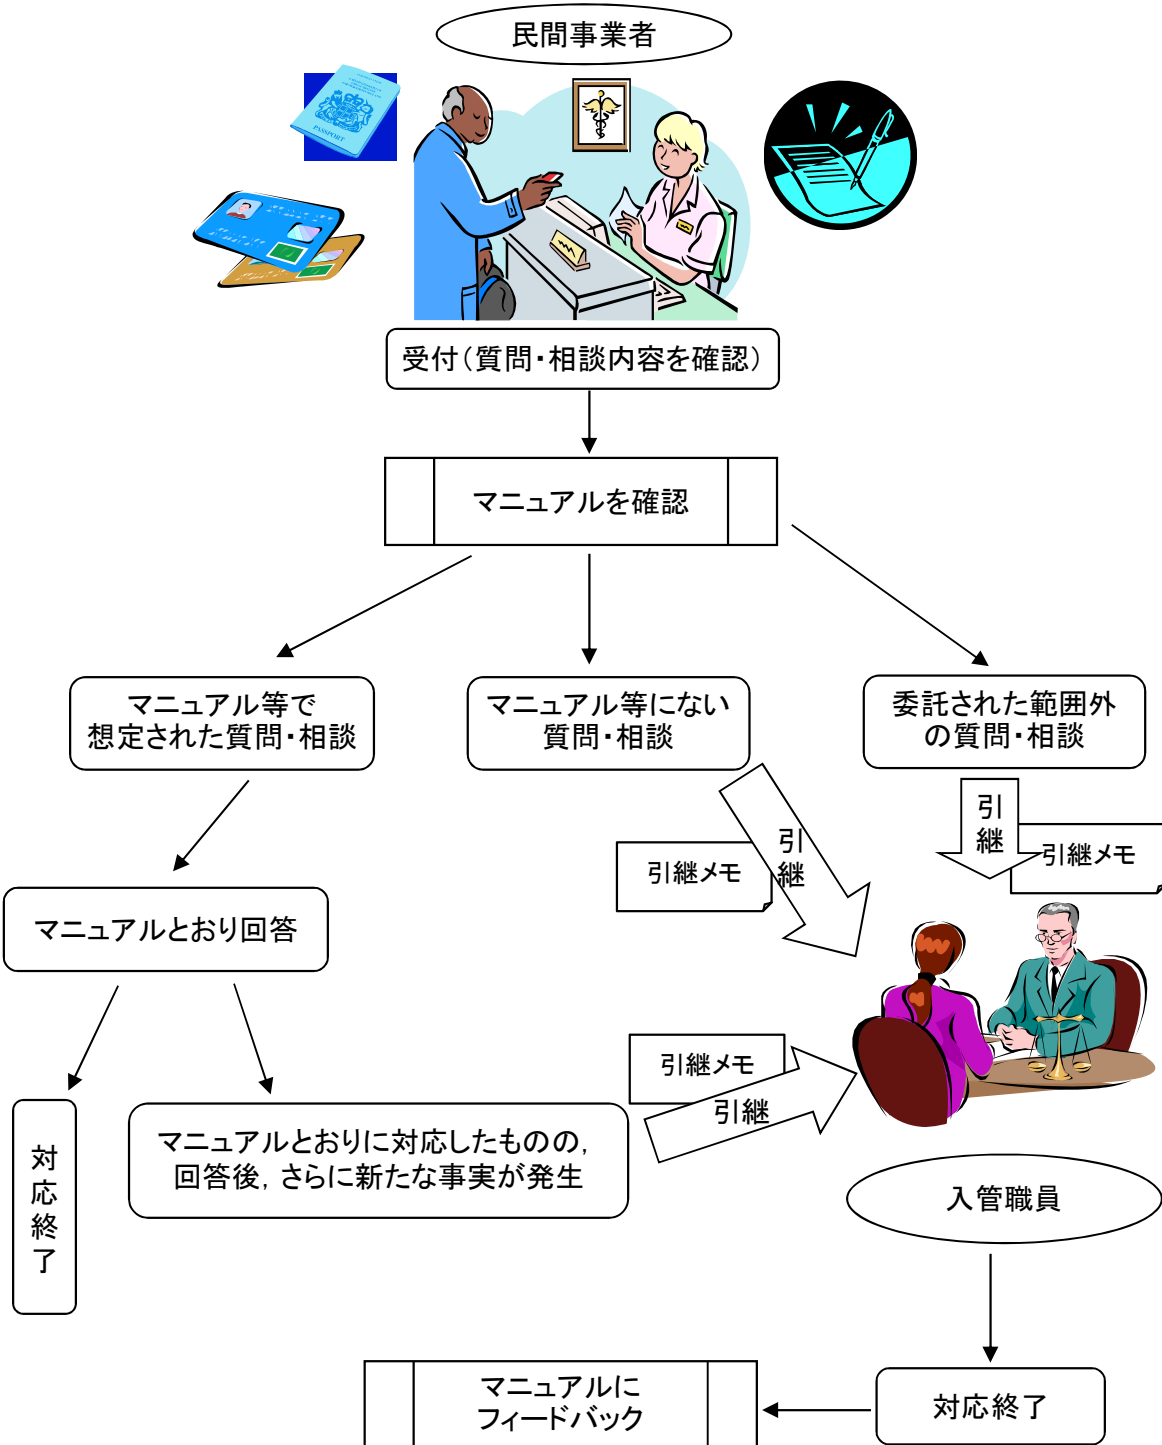 民間事業者
PASSPORT
受付（質問・相談内容を確認）
マニュアルを確認
マニュアル等で
想定された質問・相談
マニュアル等にない
質問・相談
委託された範囲外
の質問・相談
引継
引継メモ
引継
引継メモ
マニュアルとおり回答
引継メモ
引継
対応終了
マニュアルとおりに対応したものの，
回答後，さらに新たな事実が発生
入管職員
マニュアルに
フィードバック
対応終了